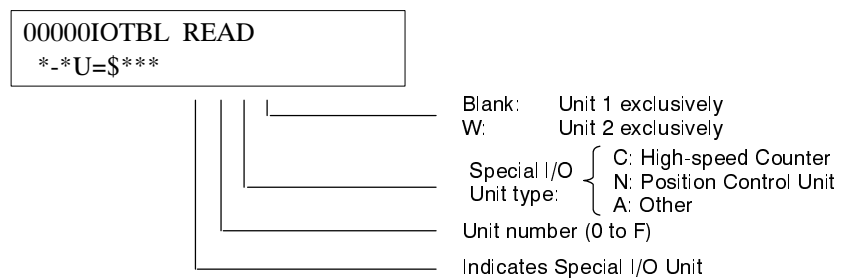 00000IOTBL READ
*-*U=$***
Blank: Unit 1 exclusively
W: Unit 2 exclusively
Special I/O
Unit type:
C: High-speed Counter
N: Position Control Unit
A: Other
Unit number (0 to F)
Indicates Special I/O Unit